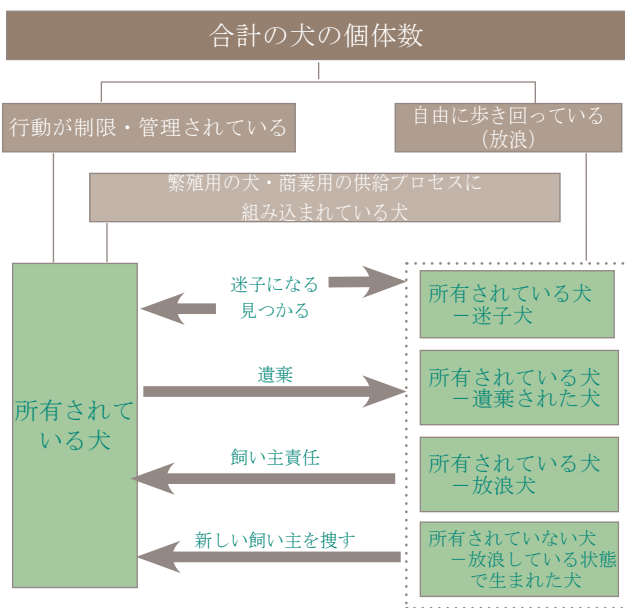 合計の犬の個体数
行動が制限・管理されている
自由に歩き回っている
（放浪）
繁殖用の犬・商業用の供給プロセスに
組み込まれている犬
迷子になる
見つかる
所有されている犬
－迷子犬
遺棄
所有されている犬
－遺棄された犬
所有されて
いる犬
飼い主責任
所有されている犬
－放浪犬
新しい飼い主を捜す
所有されていない犬
－放浪している状態
で生まれた犬